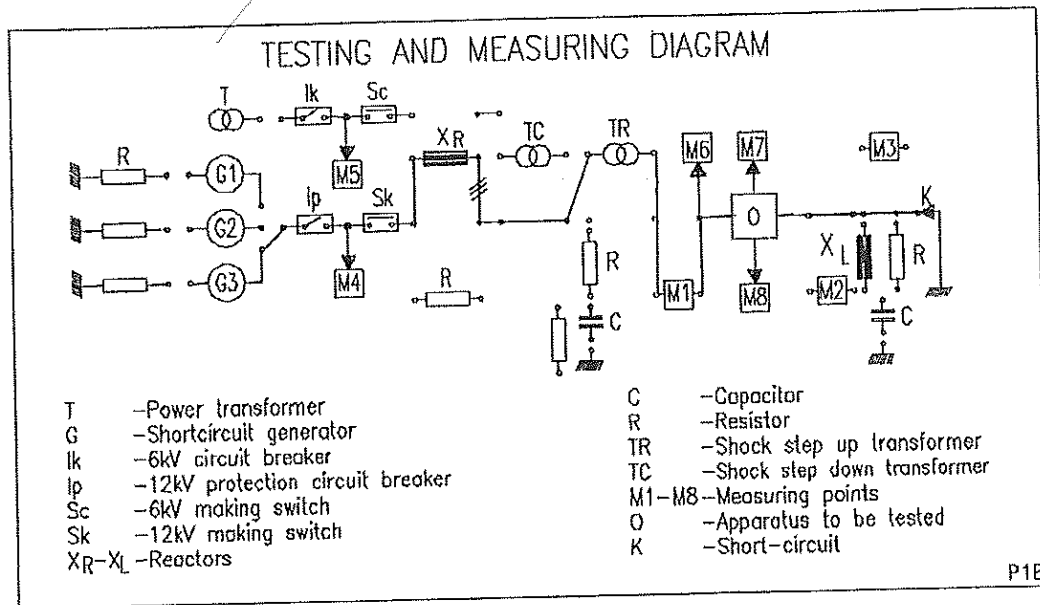 TESTING AND MEASURING DIAGRAM
T Ik Sc
XR TC TR M6 M7 M3
R G1 M5 K
Ip Sk
G2 O
XL R
G3 M4 R R M1 M8 M2
C C
T -Power transformer
G -Shortcircuit generator
Ik -6kV circuit breaker
Ip -12kV protection circuit breaker
Sc -6kV making switch
Sk -12kV making switch
XR-XL -Reactors
C -Capacitor
R -Resistor
TR -Shock step up transformer
TC -Shock step down transformer
M1-M8 -Measuring points
O -Apparatus to be tested
K -Short-circuit